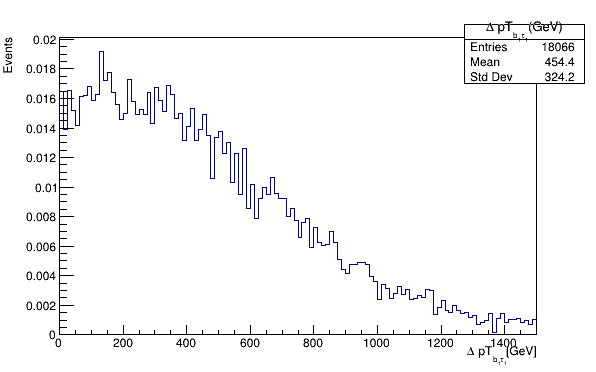 Δ pT_b₁τ₁ (GeV)
Entries 18066
Mean 454.4
Std Dev 324.2
Events
0.02
0.018
0.016
0.014
0.012
0.01
0.008
0.006
0.004
0.002
0
0 200 400 600 800 1000 1200 1400
Δ pT_b₁τ₁ [GeV]